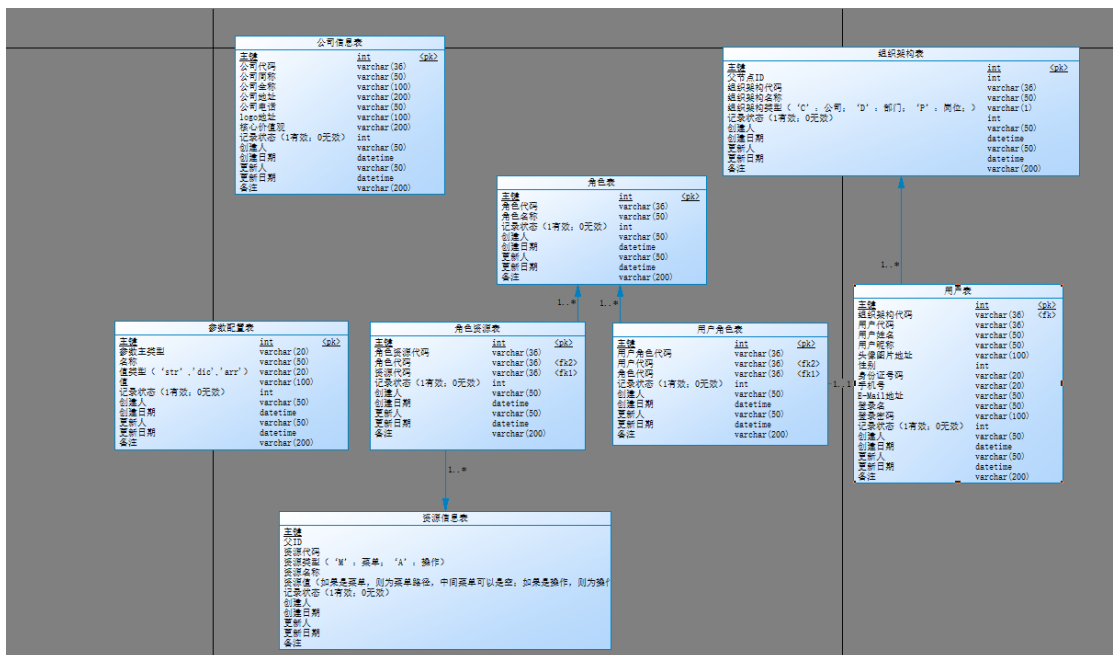 公司信息表
主键 int <pk>
公司代码 varchar(36)
公司简称 varchar(50)
公司全称 varchar(100)
公司地址 varchar(200)
公司电话 varchar(50)
logo地址 varchar(100)
核心价值观 varchar(200)
记录状态（1有效；0无效） int
创建人 varchar(50)
创建日期 datetime
更新人 varchar(50)
更新日期 datetime
备注 varchar(200)
组织架构表
主键 int <pk>
父节点ID int
组织架构代码 varchar(36)
组织架构名称 varchar(50)
组织架构类型（‘C’：公司； ‘D’：部门； ‘P’：岗位；） varchar(1)
记录状态（1有效；0无效） int
创建人 varchar(50)
创建日期 datetime
更新人 varchar(50)
更新日期 datetime
备注 varchar(200)
角色表
主键 int <pk>
角色代码 varchar(36)
角色名称 varchar(50)
记录状态（1有效；0无效） int
创建人 varchar(50)
创建日期 datetime
更新人 varchar(50)
更新日期 datetime
备注 varchar(200)
1..*
1..*
1..*
参数配置表
主键 int <pk>
参数主类型 varchar(20)
名称 varchar(50)
值类型（'str','dic','arr'） varchar(20)
值 varchar(100)
记录状态（1有效；0无效） int
创建人 varchar(50)
创建日期 datetime
更新人 varchar(50)
更新日期 datetime
备注 varchar(200)
角色资源表
主键 int <pk>
角色资源代码 varchar(36)
角色代码 varchar(36) <fk2>
资源代码 varchar(36) <fk1>
记录状态（1有效；0无效） int
创建人 varchar(50)
创建日期 datetime
更新人 varchar(50)
更新日期 datetime
备注 varchar(200)
用户角色表
主键 int <pk>
用户角色代码 varchar(36)
用户代码 varchar(36) <fk2>
角色代码 varchar(36) <fk1>
记录状态（1有效；0无效） int
创建人 varchar(50)
创建日期 datetime
更新人 varchar(50)
更新日期 datetime
备注 varchar(200)
1..1
用户表
主键 int <pk>
组织架构代码 varchar(36) <fk>
用户代码 varchar(36)
用户姓名 varchar(50)
用户昵称 varchar(50)
头像图片地址 varchar(100)
性别 int
身份证号码 varchar(20)
手机号 varchar(20)
E-Mail地址 varchar(50)
登录名 varchar(50)
登录密码 varchar(100)
记录状态（1有效；0无效） int
创建人 varchar(50)
创建日期 datetime
更新人 varchar(50)
更新日期 datetime
备注 varchar(200)
1..*
资源信息表
主键
父ID
资源代码
资源类型（‘M’：菜单； ‘A’：操作）
资源名称
资源值（如果是菜单，则为菜单路径，中间菜单可以是空；如果是操作，则为操作
记录状态（1有效；0无效）
创建人
创建日期
更新人
更新日期
备注